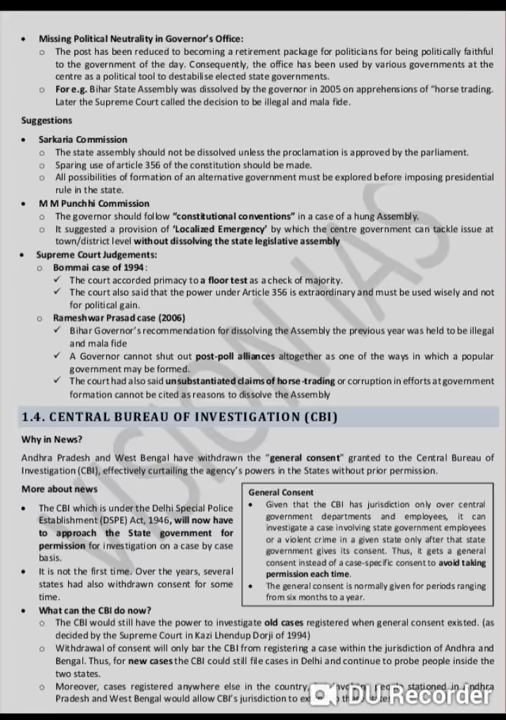 • Missing Political Neutrality in Governor's Office:
o The post has been reduced to becoming a retirement package for politicians for being politically faithful
to the government of the day. Consequently, the office has been used by various governments at the
centre as a political tool to destabilise elected state governments.
o For e.g. Bihar State Assembly was dissolved by the governor in 2005 on apprehensions of "horse trading.
Later the Supreme Court called the decision to be illegal and mala fide.
Suggestions
• Sarkaria Commission
o The state assembly should not be dissolved unless the proclamation is approved by the parliament.
o Sparing use of article 356 of the constitution should be made.
o All possibilities of formation of an alternative government must be explored before imposing presidential
rule in the state.
• M M Punchhi Commission
o The governor should follow "constitutional conventions" in a case of a hung Assembly.
o It suggested a provision of 'Localized Emergency' by which the centre government can tackle issue at
town/district level without dissolving the state legislative assembly
• Supreme Court Judgements:
o Bommai case of 1994:
✓ The court accorded primacy to a floor test as a check of majority.
✓ The court also said that the power under Article 356 is extraordinary and must be used wisely and not
for political gain.
o Rameshwar Prasad case (2006)
✓ Bihar Governor's recommendation for dissolving the Assembly the previous year was held to be illegal
and mala fide
✓ A Governor cannot shut out post-poll alliances altogether as one of the ways in which a popular
government may be formed.
✓ The court had also said unsubstantiated claims of horse-trading or corruption in efforts at government
formation cannot be cited as reasons to dissolve the Assembly
1.4. CENTRAL BUREAU OF INVESTIGATION (CBI)
Why in News?
Andhra Pradesh and West Bengal have withdrawn the "general consent" granted to the Central Bureau of
Investigation (CBI), effectively curtailing the agency's powers in the States without prior permission.
More about news
• The CBI which is under the Delhi Special Police
Establishment (DSPE) Act, 1946, will now have
to approach the State government for
permission for investigation on a case by case
basis.
• It is not the first time. Over the years, several
states had also withdrawn consent for some
time.
General Consent
• Given that the CBI has jurisdiction only over central
government departments and employees, it can
investigate a case involving state government employees
or a violent crime in a given state only after that state
government gives its consent. Thus, it gets a general
consent instead of a case-specific consent to avoid taking
permission each time.
• The general consent is normally given for periods ranging
from six months to a year.
• What can the CBI do now?
o The CBI would still have the power to investigate old cases registered when general consent existed. (as
decided by the Supreme Court in Kazi Lhendup Dorji of 1994)
o Withdrawal of consent will only bar the CBI from registering a case within the jurisdiction of Andhra and
Bengal. Thus, for new cases the CBI could still file cases in Delhi and continue to probe people inside the
two states.
o Moreover, cases registered anywhere else in the country, stationed in Andhra
Pradesh and West Bengal would allow CBI's jurisdiction to
DU Recorder
VISION IAS